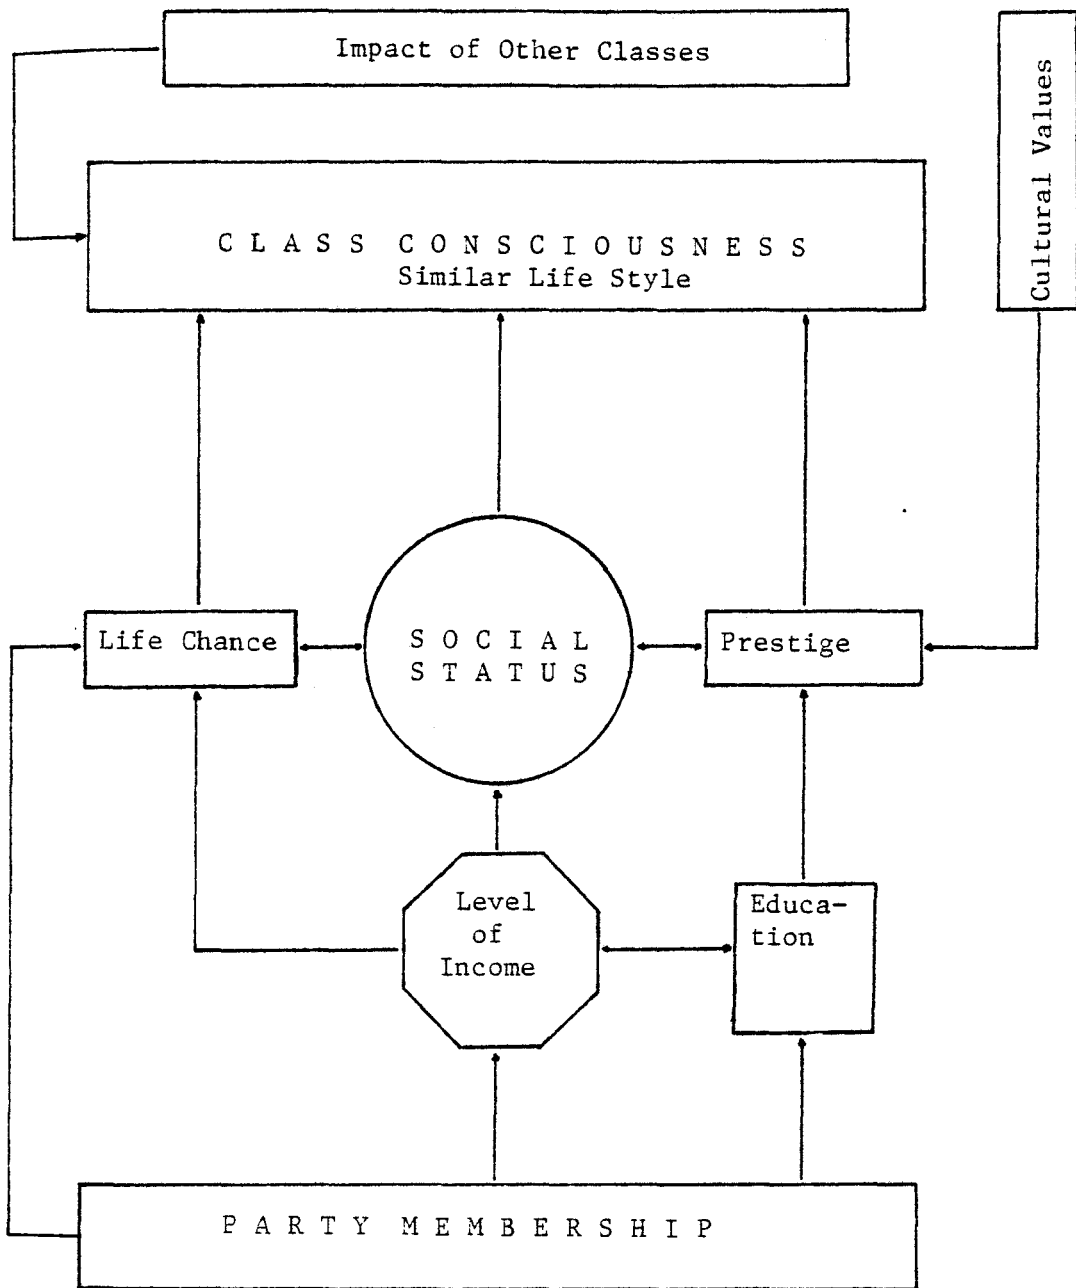 Impact of Other Classes
Cultural Values
CLASS CONSCIOUSNESS
Similar Life Style
Life Chance
SOCIAL
STATUS
Prestige
Level
of
Income
Educa-
tion
PARTY MEMBERSHIP